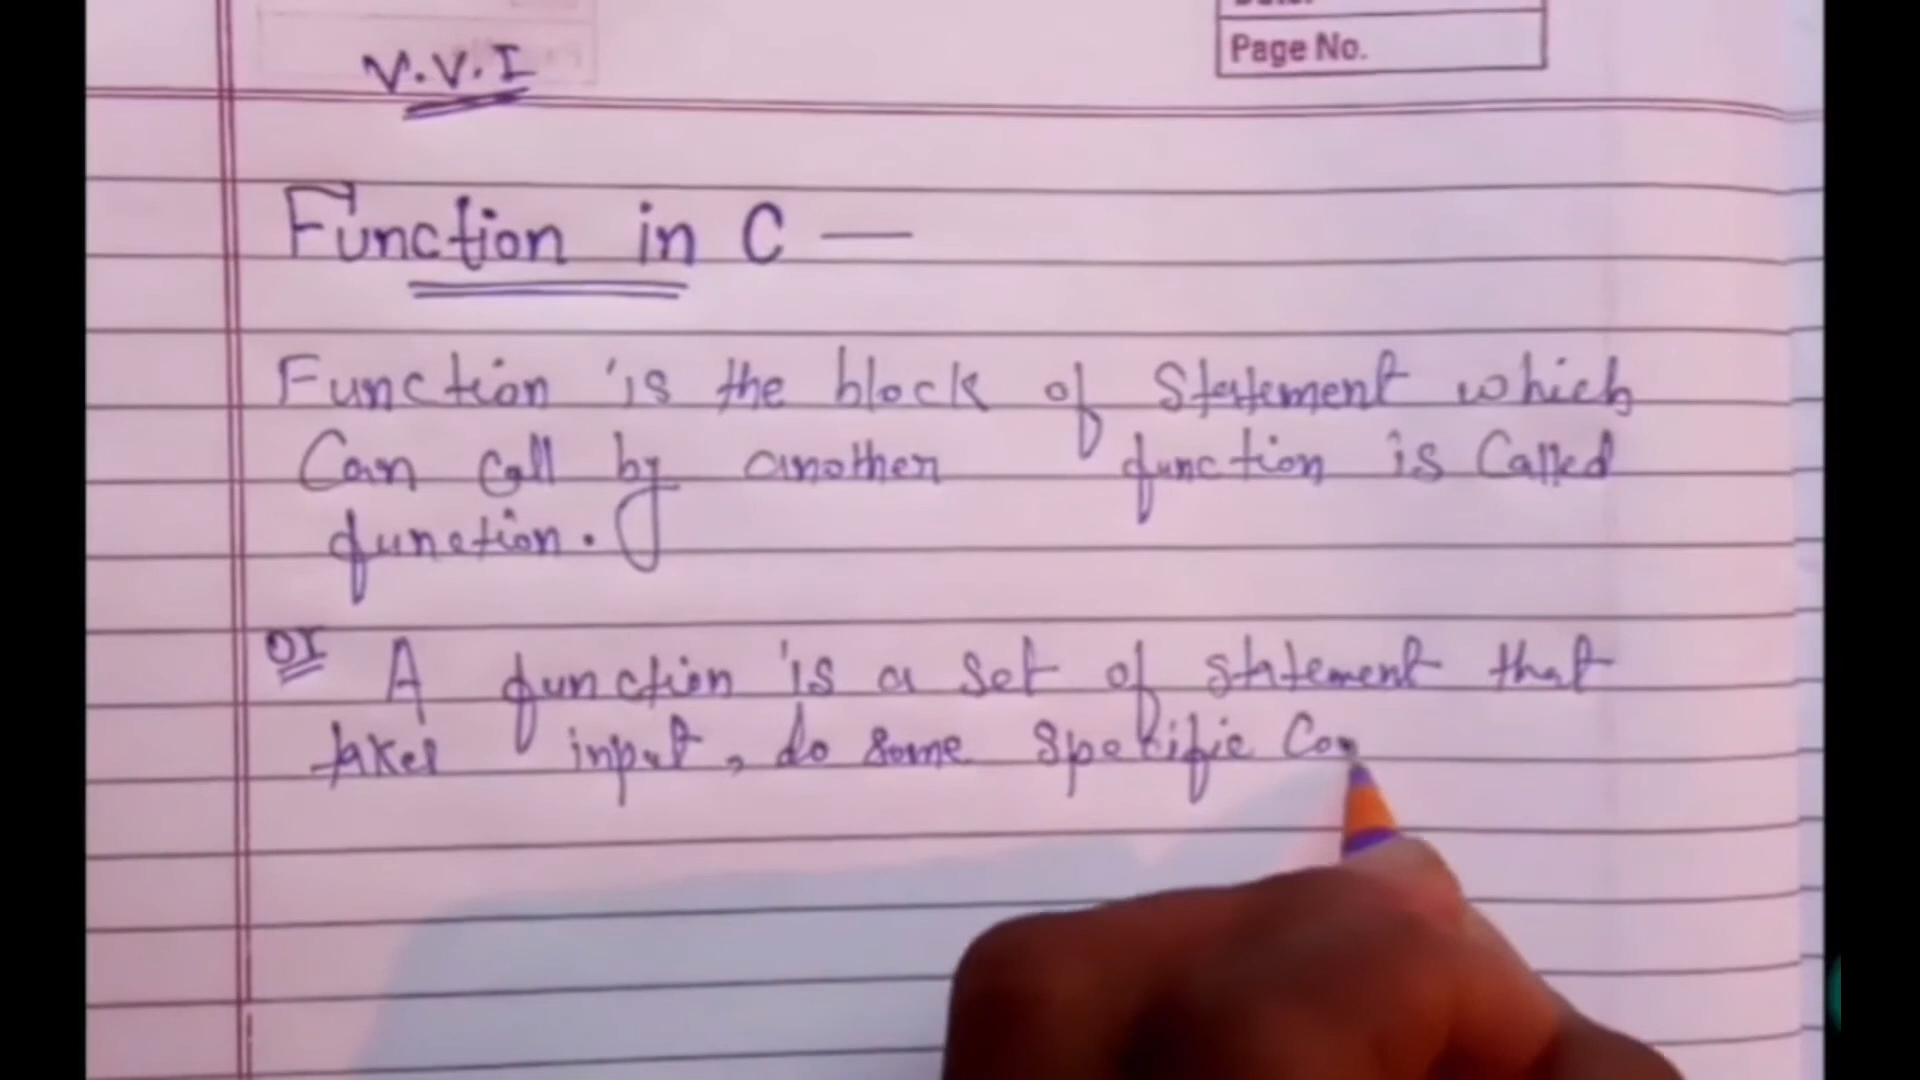 Page No.
V.V.I
Function in C —
Function is the block of Statement which
Can Call by another function is Called
function.
or A function is a set of statement that
takes input, do some specific Com